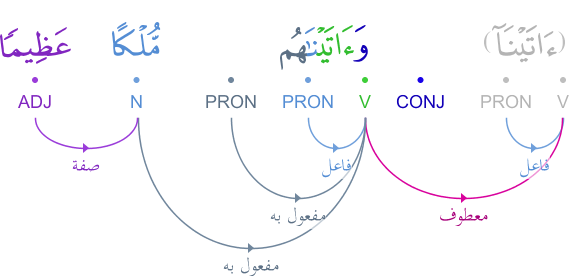 (ءَاتَيْنَآ) وَءَاتَيْنَٰهُم مُّلْكًا عَظِيمًا
V PRON CONJ V PRON PRON N ADJ
فاعل فاعل صفة
معطوف مفعول به
مفعول به